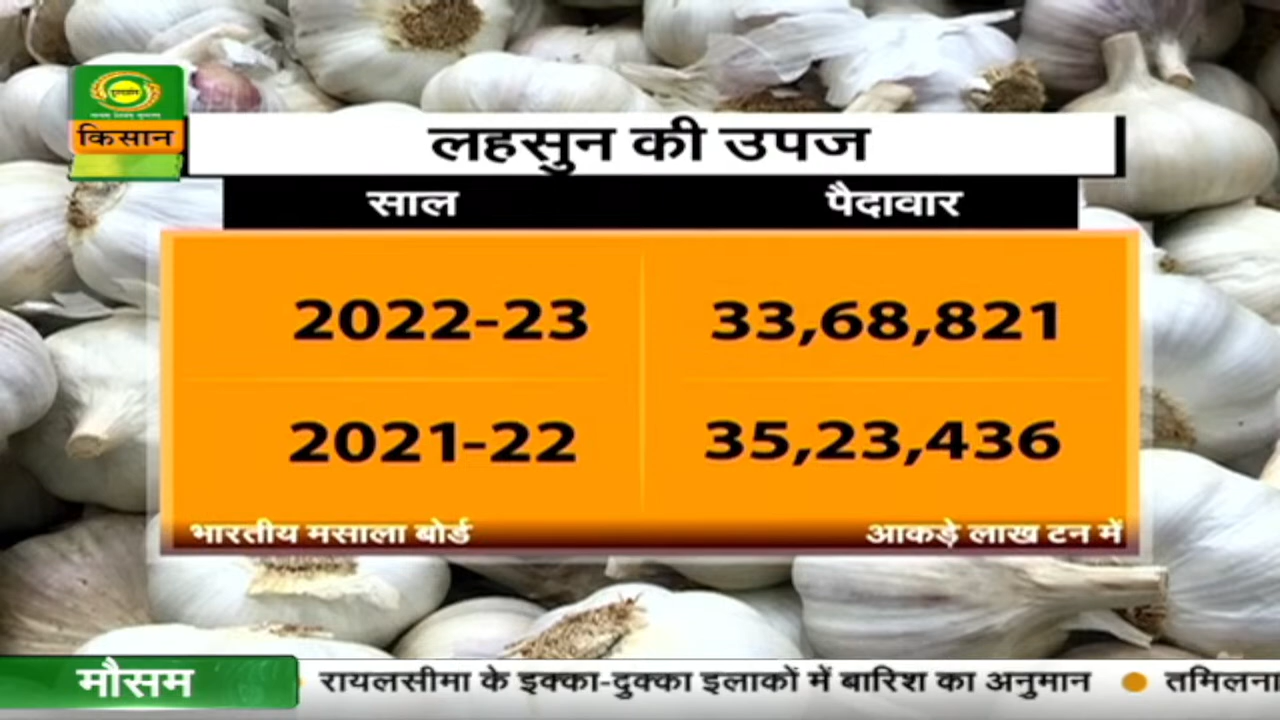 किसान
लहसुन की उपज
साल पैदावार
2022-23 33,68,821
2021-22 35,23,436
भारतीय मसाला बोर्ड आकड़े लाख टन में
मौसम रायलसीमा के इक्का-दुक्का इलाकों में बारिश का अनुमान तमिलना